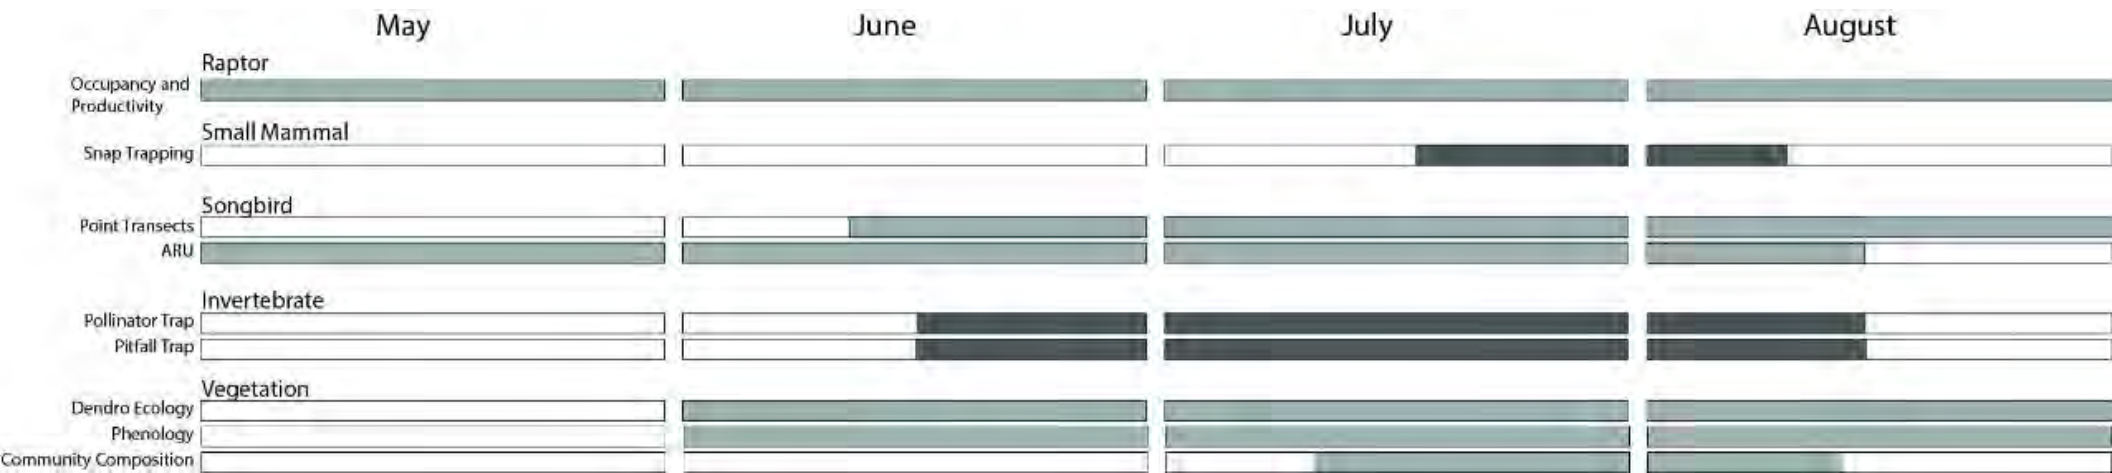 May June July August
Raptor
Occupancy and
Productivity
Small Mammal
Snap Trapping
Songbird
Point Transects
ARU
Invertebrate
Pollinator Trap
Pitfall Trap
Vegetation
Dendro Ecology
Phenology
Community Composition